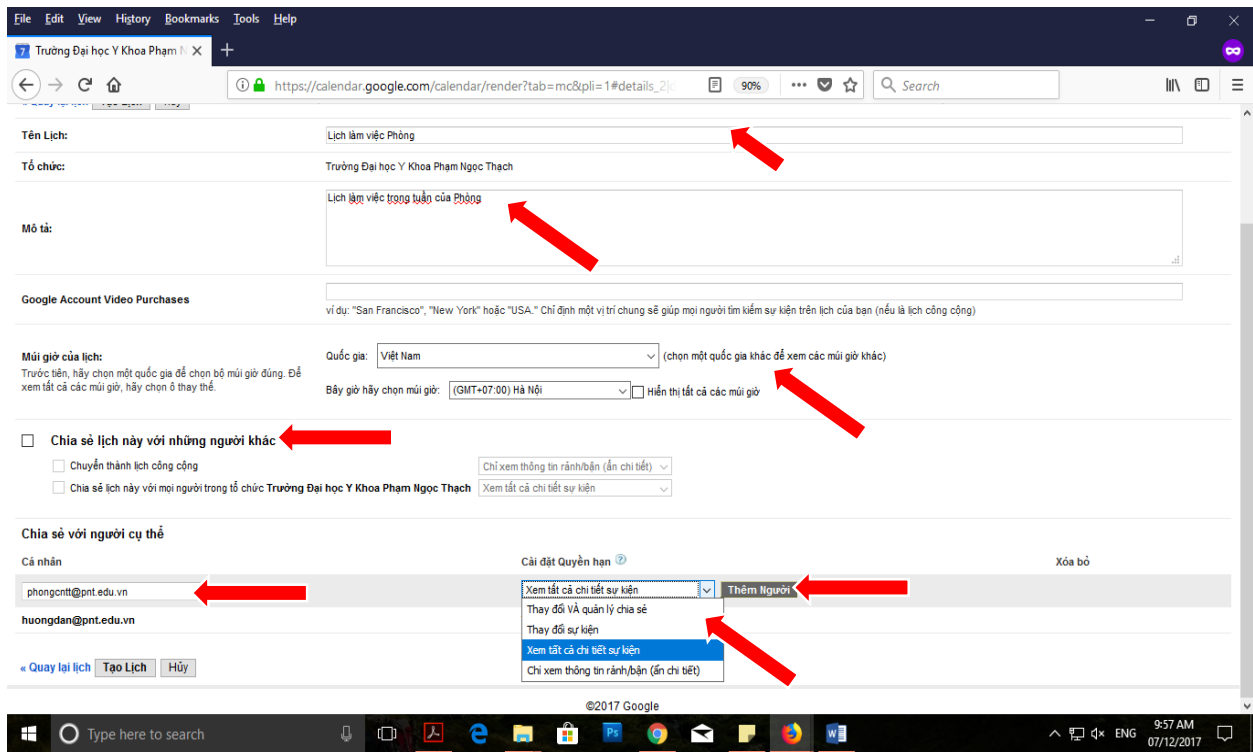 File Edit View History Bookmarks Tools Help
7 Trường Đại học Y Khoa Phạm N
https://calendar.google.com/calendar/render?tab=mc&pli=1#details_2
90%
Search
« Quay lại lịch Tạo Lịch Hủy
Tên Lịch:
Lịch làm việc Phòng
Tổ chức:
Trường Đại học Y Khoa Phạm Ngọc Thạch
Mô tả:
Lịch làm việc trong tuần của Phòng
Google Account Video Purchases
ví dụ: "San Francisco", "New York" hoặc "USA." Chỉ định một vị trí chung sẽ giúp mọi người tìm kiếm sự kiện trên lịch của bạn (nếu là lịch công cộng)
Múi giờ của lịch:
Trước tiên, hãy chọn một quốc gia để chọn bộ múi giờ đúng. Để
xem tất cả các múi giờ, hãy chọn ô thay thế.
Quốc gia: Việt Nam (chọn một quốc gia khác để xem các múi giờ khác)
Bây giờ hãy chọn múi giờ: (GMT+07:00) Hà Nội Hiển thị tất cả các múi giờ
Chia sẻ lịch này với những người khác
Chuyển thành lịch công cộng
Chỉ xem thông tin rảnh/bận (ẩn chi tiết)
Chia sẻ lịch này với mọi người trong tổ chức Trường Đại học Y Khoa Phạm Ngọc Thạch
Xem tất cả chi tiết sự kiện
Chia sẻ với người cụ thể
Cá nhân
Cài đặt Quyền hạn
Xóa bỏ
phongcntt@pnt.edu.vn
Xem tất cả chi tiết sự kiện
Thêm Người
Thay đổi VÀ quản lý chia sẻ
Thay đổi sự kiện
Xem tất cả chi tiết sự kiện
Chỉ xem thông tin rảnh/bận (ẩn chi tiết)
huongdan@pnt.edu.vn
« Quay lại lịch Tạo Lịch Hủy
©2017 Google
Type here to search
Ps
ENG
9:57 AM
07/12/2017